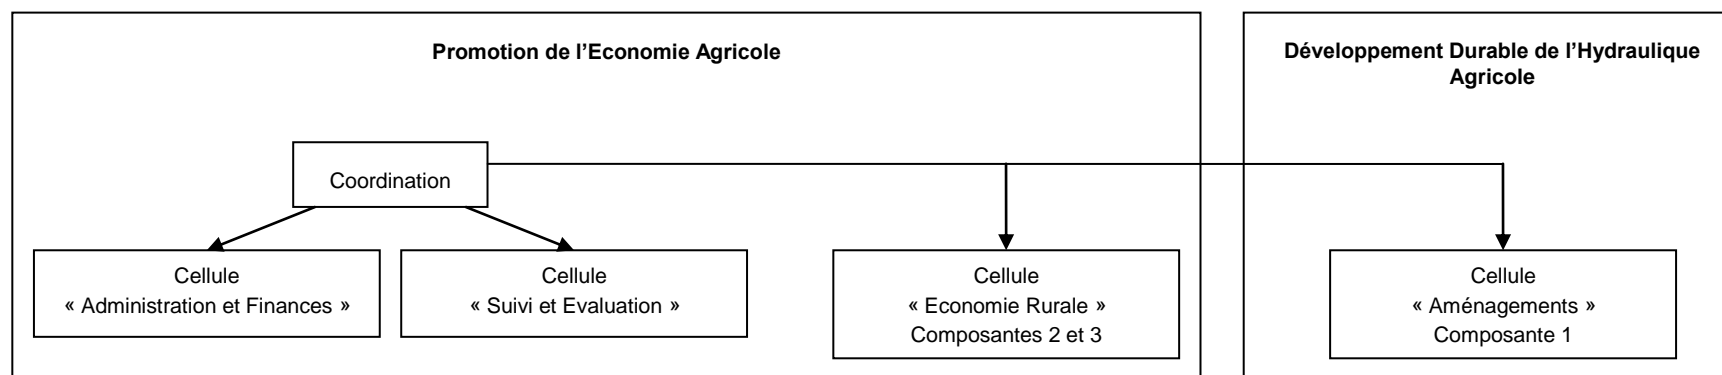 Promotion de l’Economie Agricole
Développement Durable de l’Hydraulique
Agricole
Coordination
Cellule
« Administration et Finances »
Cellule
« Suivi et Evaluation »
Cellule
« Economie Rurale »
Composantes 2 et 3
Cellule
« Aménagements »
Composante 1